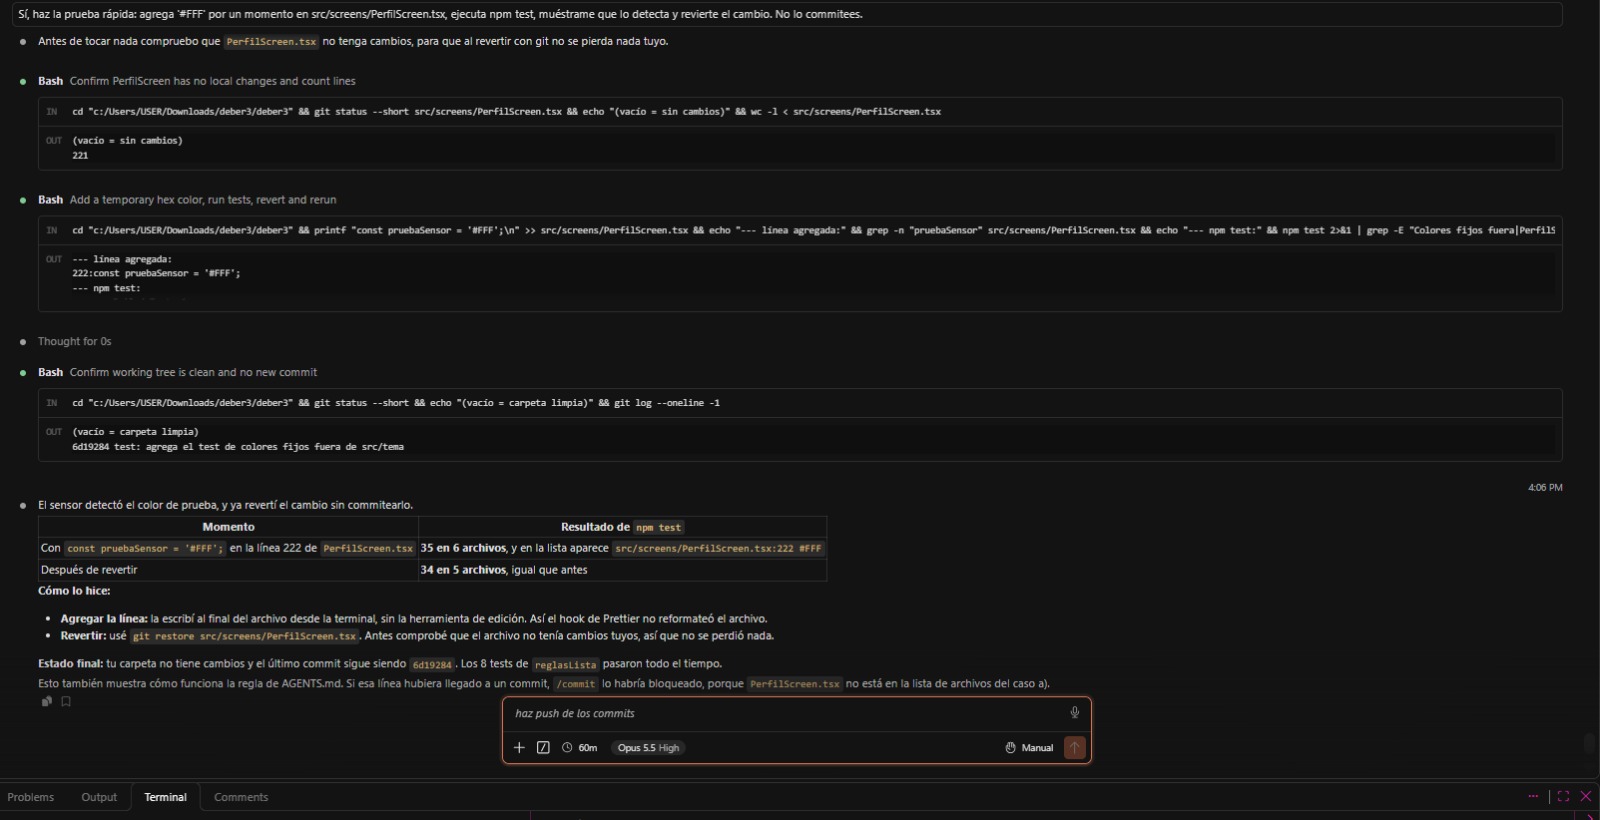 Sí, haz la prueba rápida: agrega '#FFF' por un momento en src/screens/PerfilScreen.tsx, ejecuta npm test, muéstrame que lo detecta y revierte el cambio. No lo commitees.
Antes de tocar nada compruebo que PerfilScreen.tsx no tenga cambios, para que al revertir con git no se pierda nada tuyo.
Bash Confirm PerfilScreen has no local changes and count lines
IN cd "c:/Users/USER/Downloads/deber3/deber3" && git status --short src/screens/PerfilScreen.tsx && echo "(vacío = sin cambios)" && wc -l < src/screens/PerfilScreen.tsx
OUT (vacío = sin cambios)
221
Bash Add a temporary hex color, run tests, revert and rerun
IN cd "c:/Users/USER/Downloads/deber3/deber3" && printf "const pruebaSensor = '#FFF';\n" >> src/screens/PerfilScreen.tsx && echo "--- línea agregada:" && grep -n "pruebaSensor" src/screens/PerfilScreen.tsx && echo "--- npm test:" && npm test 2>&1 | grep -E "Colores fijos fuera|PerfilS
OUT --- línea agregada:
222:const pruebaSensor = '#FFF';
--- npm test:
Thought for 0s
Bash Confirm working tree is clean and no new commit
IN cd "c:/Users/USER/Downloads/deber3/deber3" && git status --short && echo "(vacío = carpeta limpia)" && git log --oneline -1
OUT (vacío = carpeta limpia)
6d19284 test: agrega el test de colores fijos fuera de src/tema
4:06 PM
El sensor detectó el color de prueba, y ya revertí el cambio sin commitearlo.
Momento Resultado de npm test
Con const pruebaSensor = '#FFF'; en la línea 222 de PerfilScreen.tsx 35 en 6 archivos, y en la lista aparece src/screens/PerfilScreen.tsx:222 #FFF
Después de revertir 34 en 5 archivos, igual que antes
Cómo lo hice:
• Agregar la línea: la escribí al final del archivo desde la terminal, sin la herramienta de edición. Así el hook de Prettier no reformateó el archivo.
• Revertir: usé git restore src/screens/PerfilScreen.tsx. Antes comprobé que el archivo no tenía cambios tuyos, así que no se perdió nada.
Estado final: tu carpeta no tiene cambios y el último commit sigue siendo 6d19284. Los 8 tests de reglasLista pasaron todo el tiempo.
Esto también muestra cómo funciona la regla de AGENTS.md. Si esa línea hubiera llegado a un commit, /commit lo habría bloqueado, porque PerfilScreen.tsx no está en la lista de archivos del caso a).
haz push de los commits
60m Opus 5.5 High Manual
Problems Output Terminal Comments